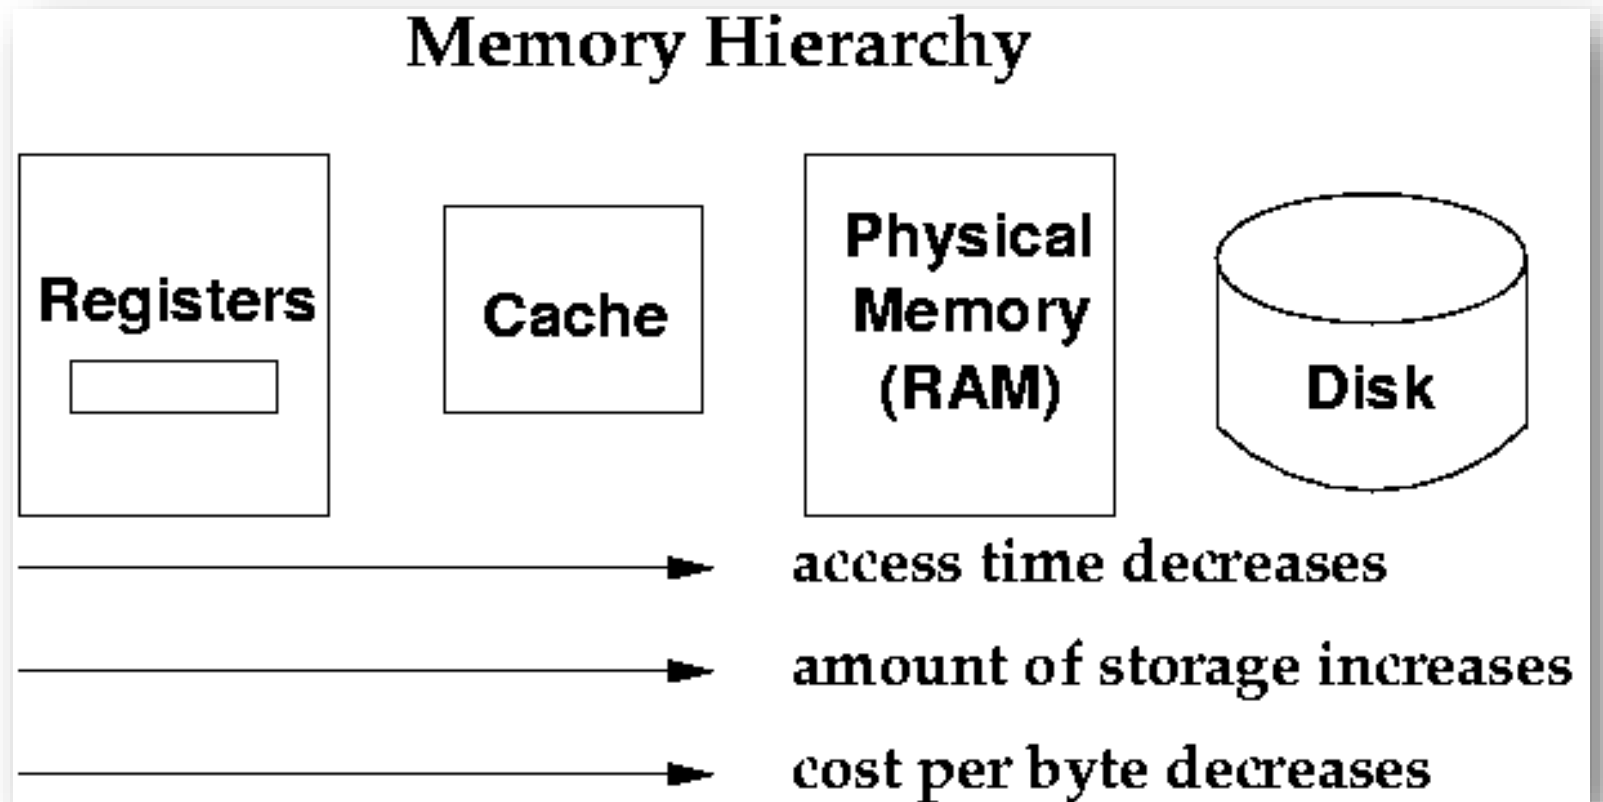 Memory Hierarchy
Registers
Cache
Physical
Memory
(RAM)
Disk
access time decreases
amount of storage increases
cost per byte decreases